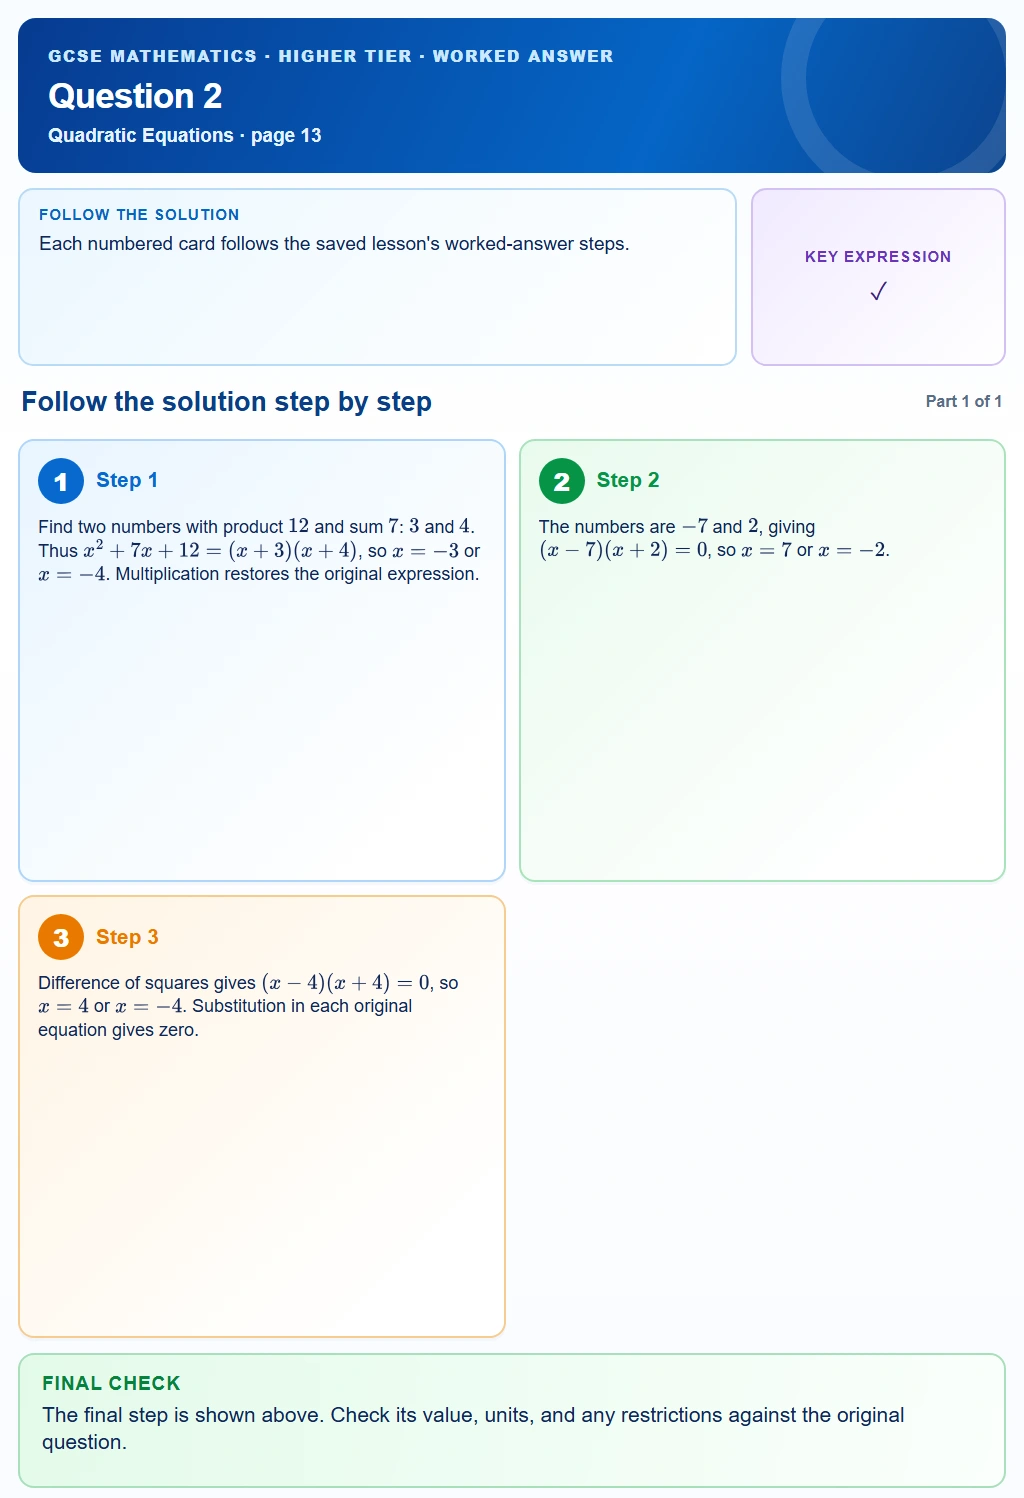 GCSE MATHEMATICS · HIGHER TIER · WORKED ANSWER
Question 2
Quadratic Equations · page 13
FOLLOW THE SOLUTION
Each numbered card follows the saved lesson's worked-answer steps.
KEY EXPRESSION
✓
Follow the solution step by step
Part 1 of 1
1 Step 1
Find two numbers with product 12 and sum 7: 3 and 4.
Thus x² + 7x + 12 = (x + 3)(x + 4), so x = −3 or
x = −4. Multiplication restores the original expression.
2 Step 2
The numbers are −7 and 2, giving
(x − 7)(x + 2) = 0, so x = 7 or x = −2.
3 Step 3
Difference of squares gives (x − 4)(x + 4) = 0, so
x = 4 or x = −4. Substitution in each original
equation gives zero.
FINAL CHECK
The final step is shown above. Check its value, units, and any restrictions against the original
question.